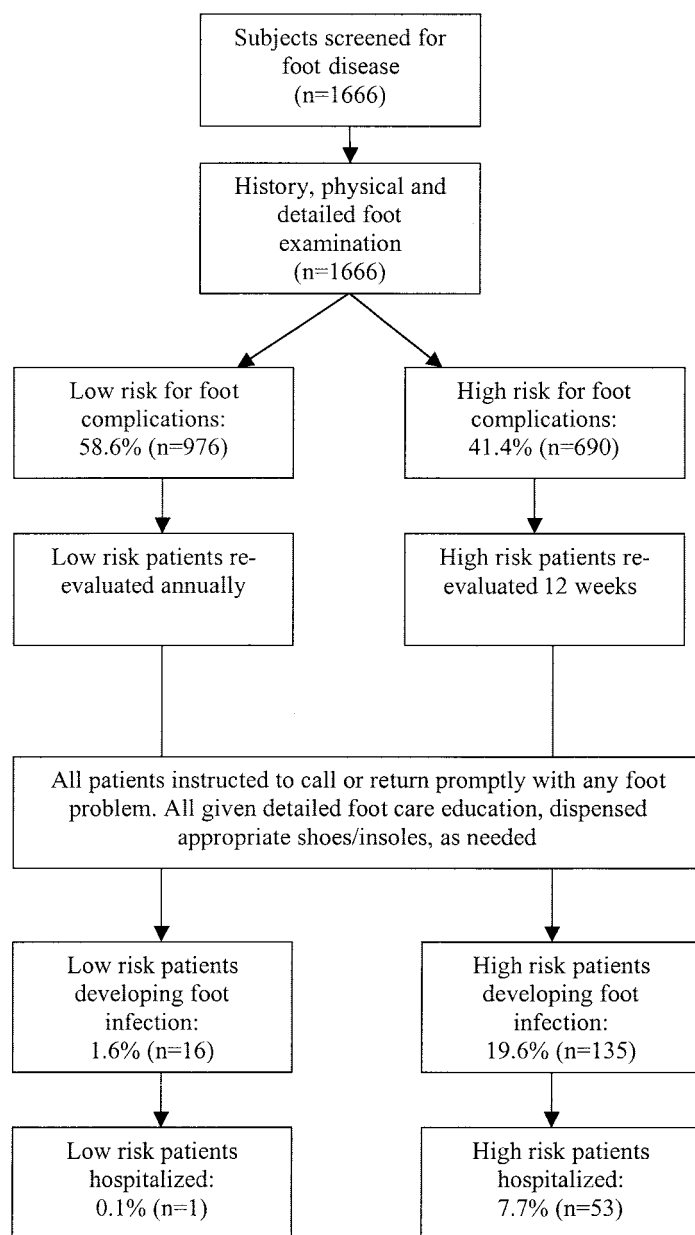 Subjects screened for
foot disease
(n=1666)
History, physical and
detailed foot
examination
(n=1666)
Low risk for foot
complications:
58.6% (n=976)
High risk for foot
complications:
41.4% (n=690)
Low risk patients re-
evaluated annually
High risk patients re-
evaluated 12 weeks
All patients instructed to call or return promptly with any foot
problem. All given detailed foot care education, dispensed
appropriate shoes/insoles, as needed
Low risk patients
developing foot
infection:
1.6% (n=16)
High risk patients
developing foot
infection:
19.6% (n=135)
Low risk patients
hospitalized:
0.1% (n=1)
High risk patients
hospitalized:
7.7% (n=53)